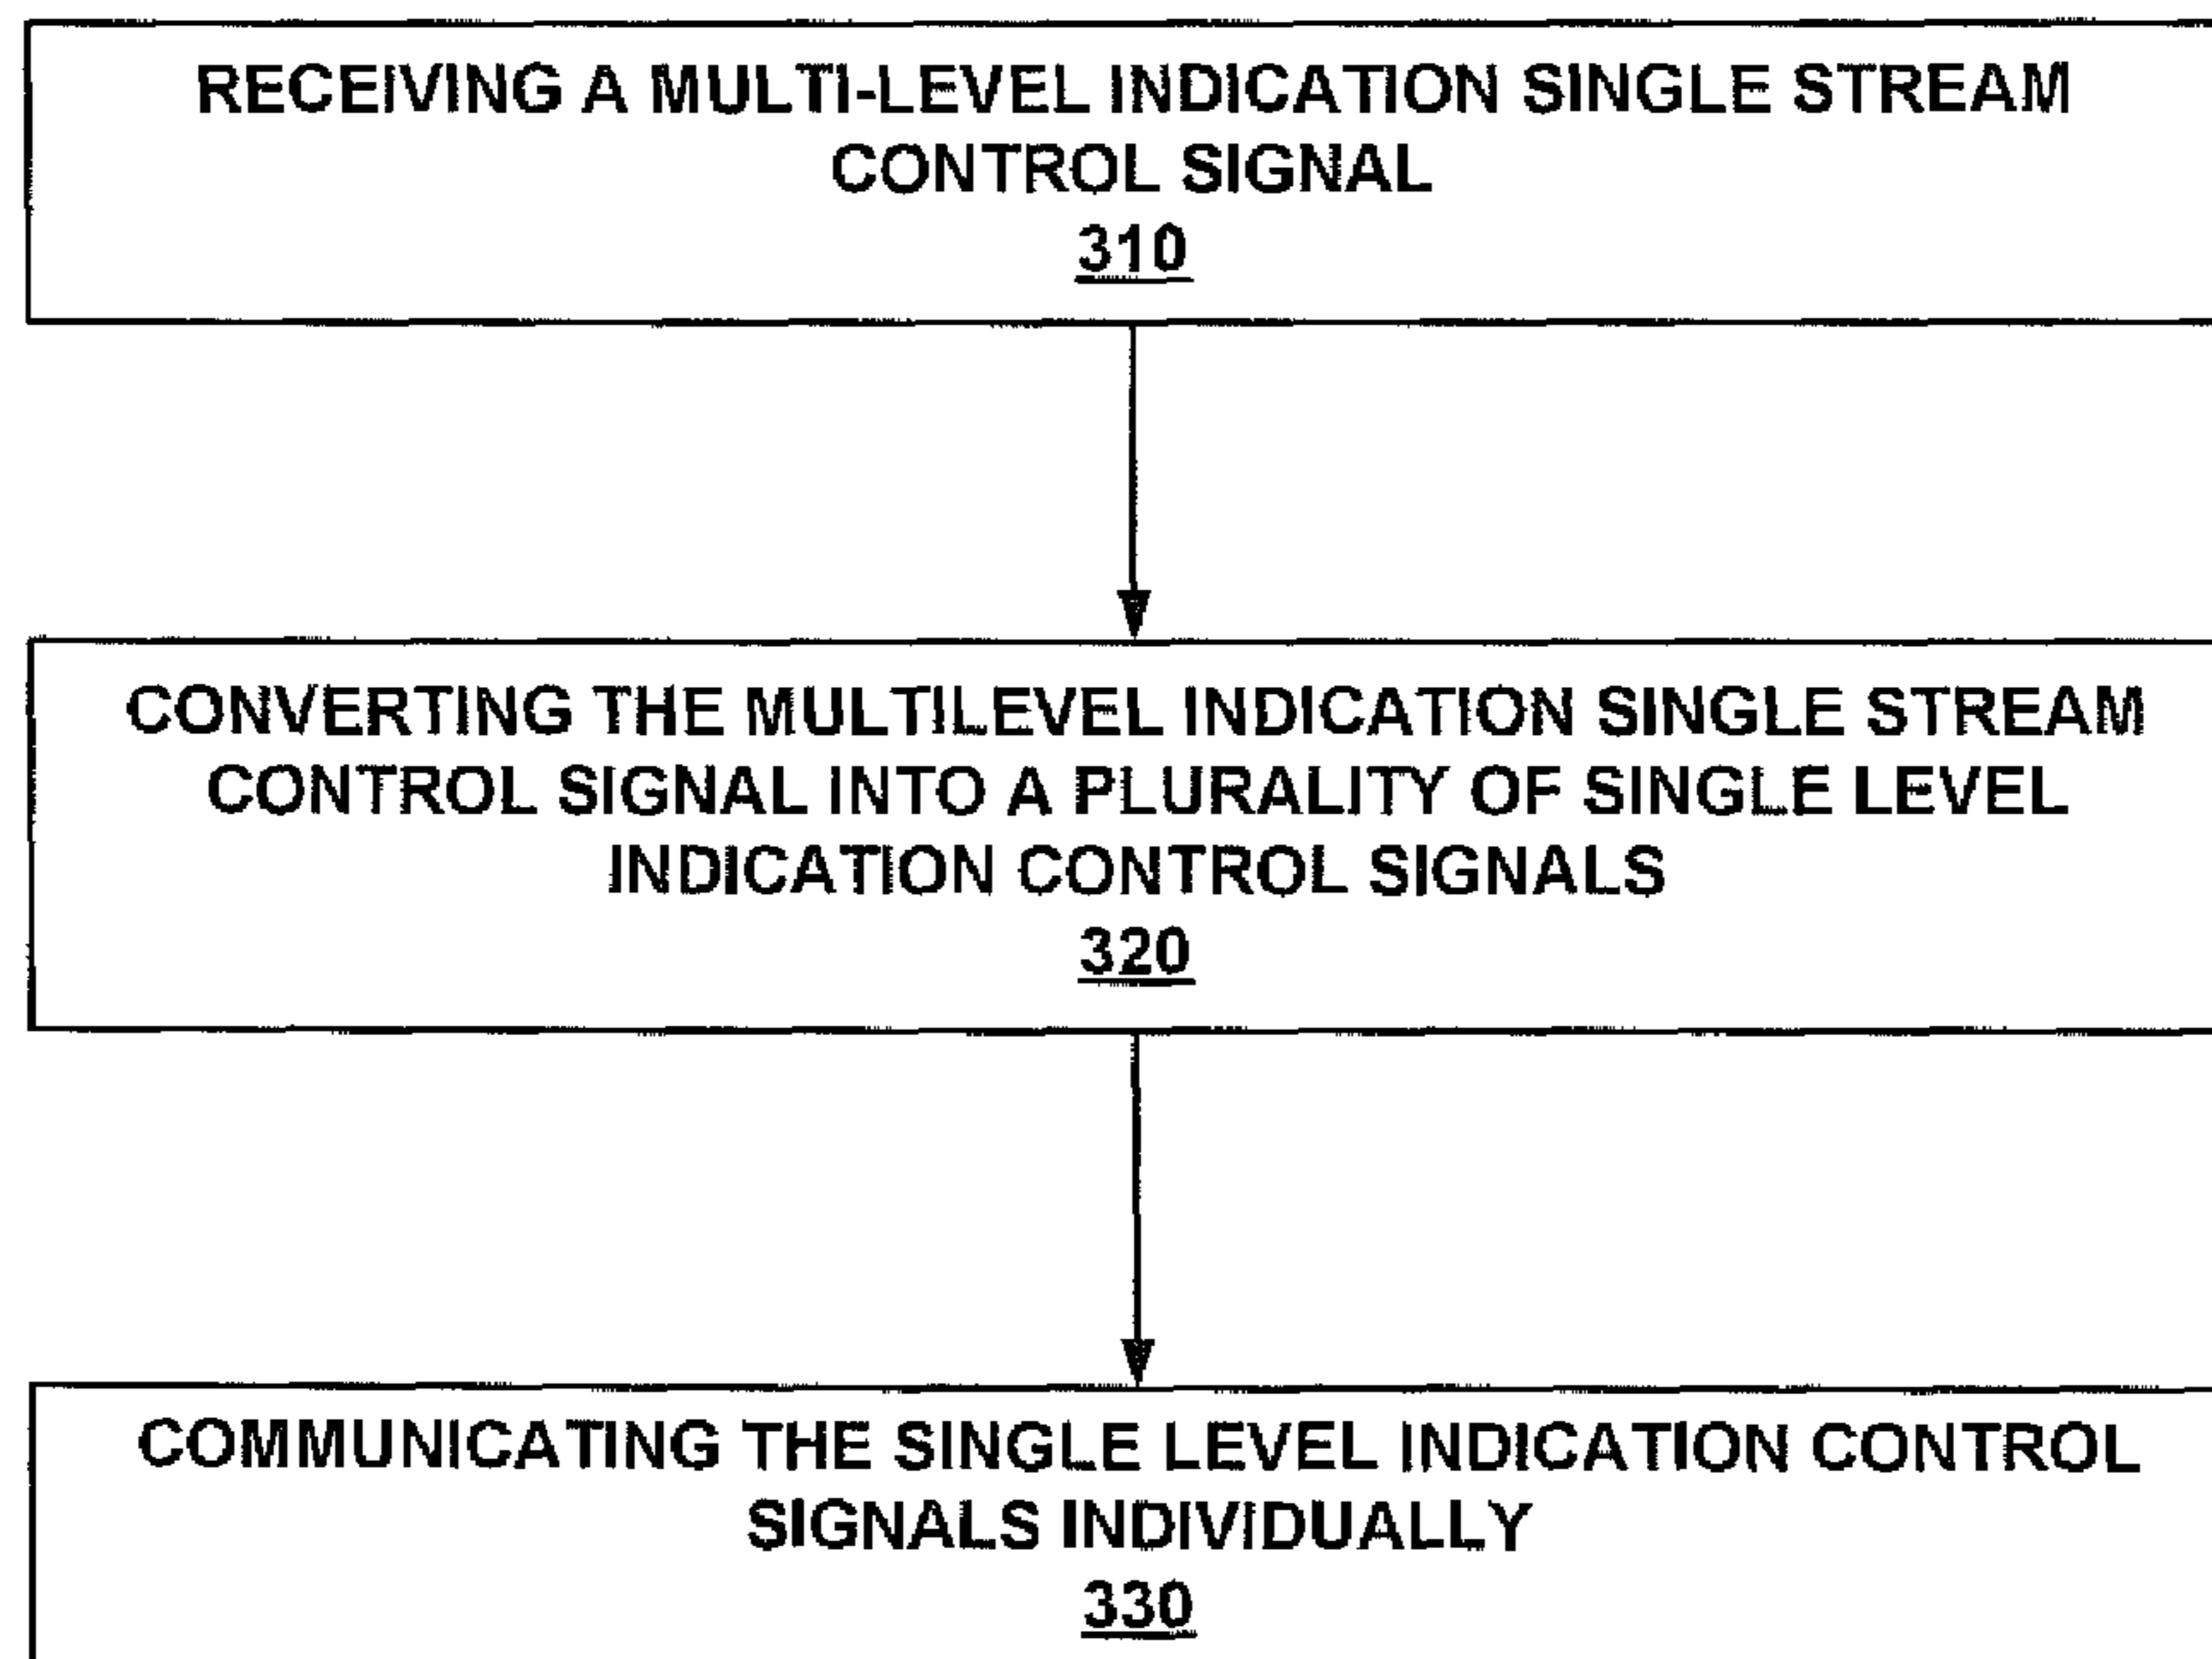 RECEIVING A MULTI-LEVEL INDICATION SINGLE STREAM
CONTROL SIGNAL
310
CONVERTING THE MULTILEVEL INDICATION SINGLE STREAM
CONTROL SIGNAL INTO A PLURALITY OF SINGLE LEVEL
INDICATION CONTROL SIGNALS
320
COMMUNICATING THE SINGLE LEVEL INDICATION CONTROL
SIGNALS INDIVIDUALLY
330